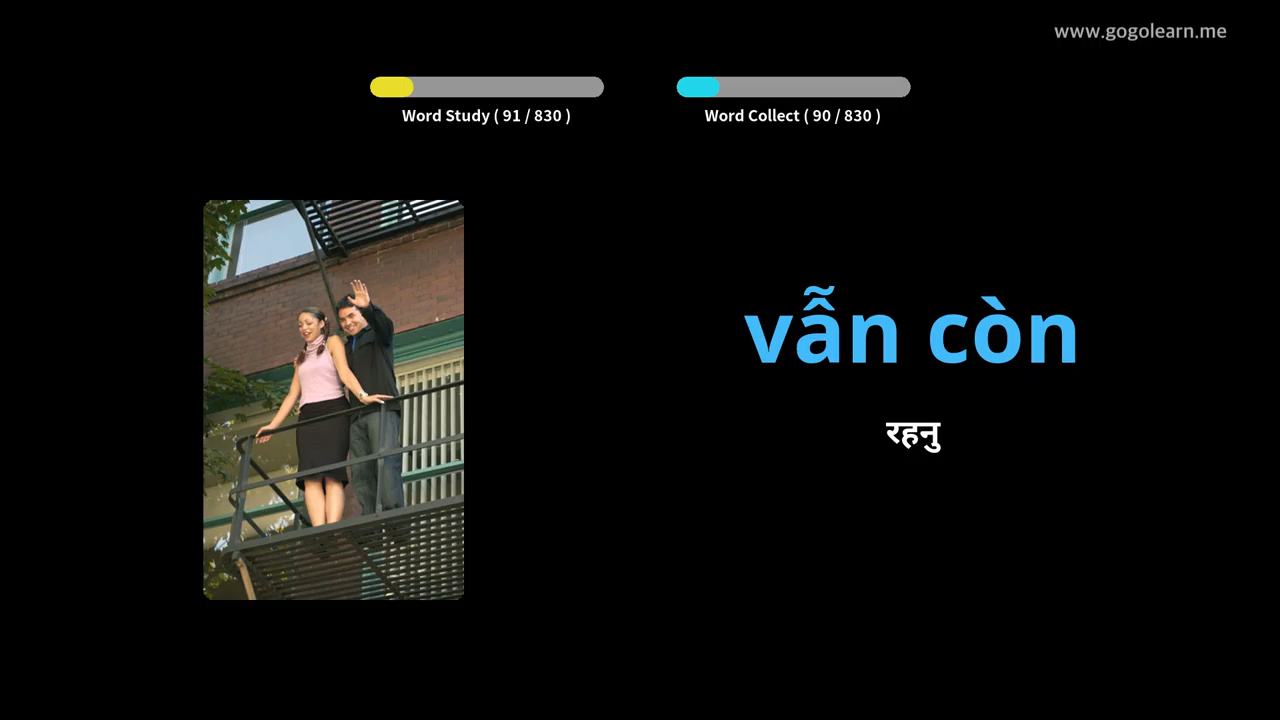 www.gogolearn.me
Word Study ( 91 / 830 )
Word Collect ( 90 / 830 )
vẫn còn
रहनु